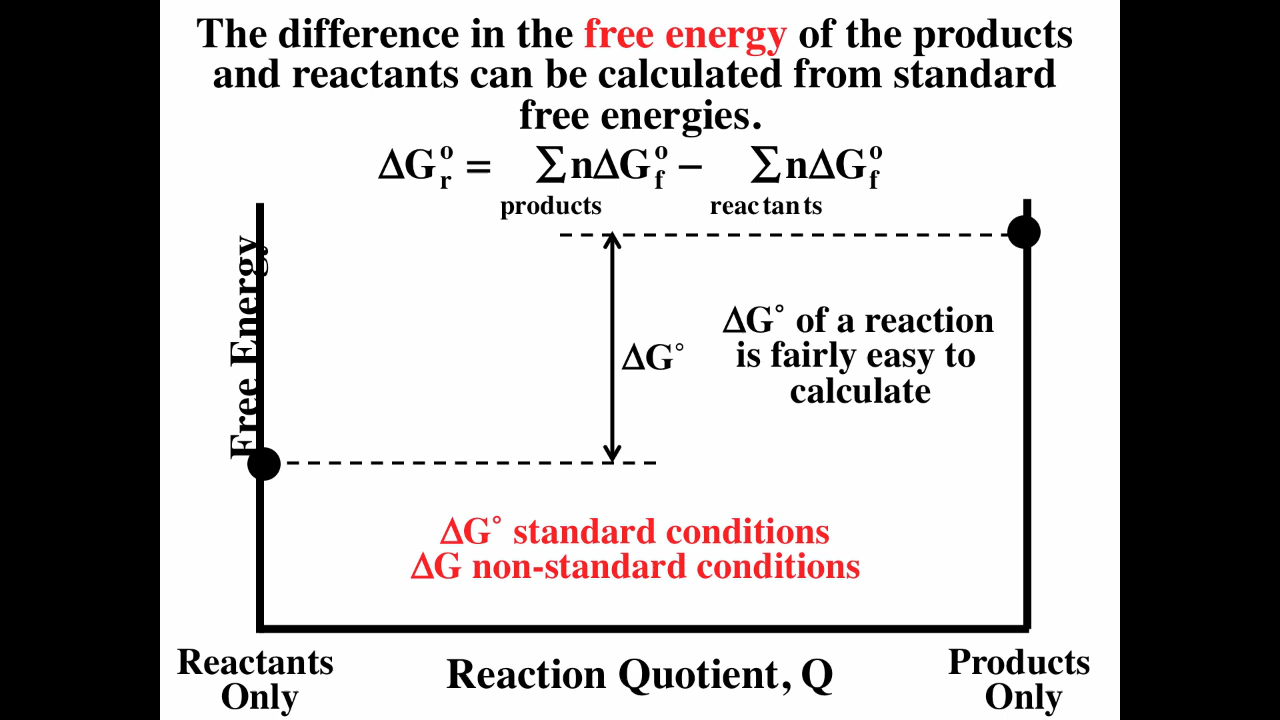 The difference in the free energy of the products
and reactants can be calculated from standard
free energies.
ΔG°r = ΣnΔG°f – ΣnΔG°f
products reactants
Free Energy
ΔG° of a reaction
is fairly easy to
calculate
ΔG°
ΔG° standard conditions
ΔG non-standard conditions
Reactants
Only
Reaction Quotient, Q
Products
Only